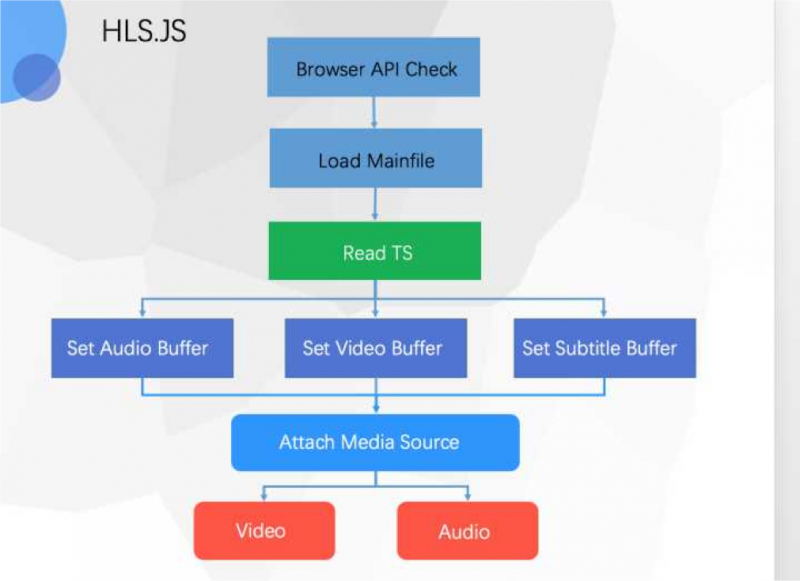 HLS.JS
Browser API Check
Load Mainfile
Read TS
Set Audio Buffer
Set Video Buffer
Set Subtitle Buffer
Attach Media Source
Video
Audio